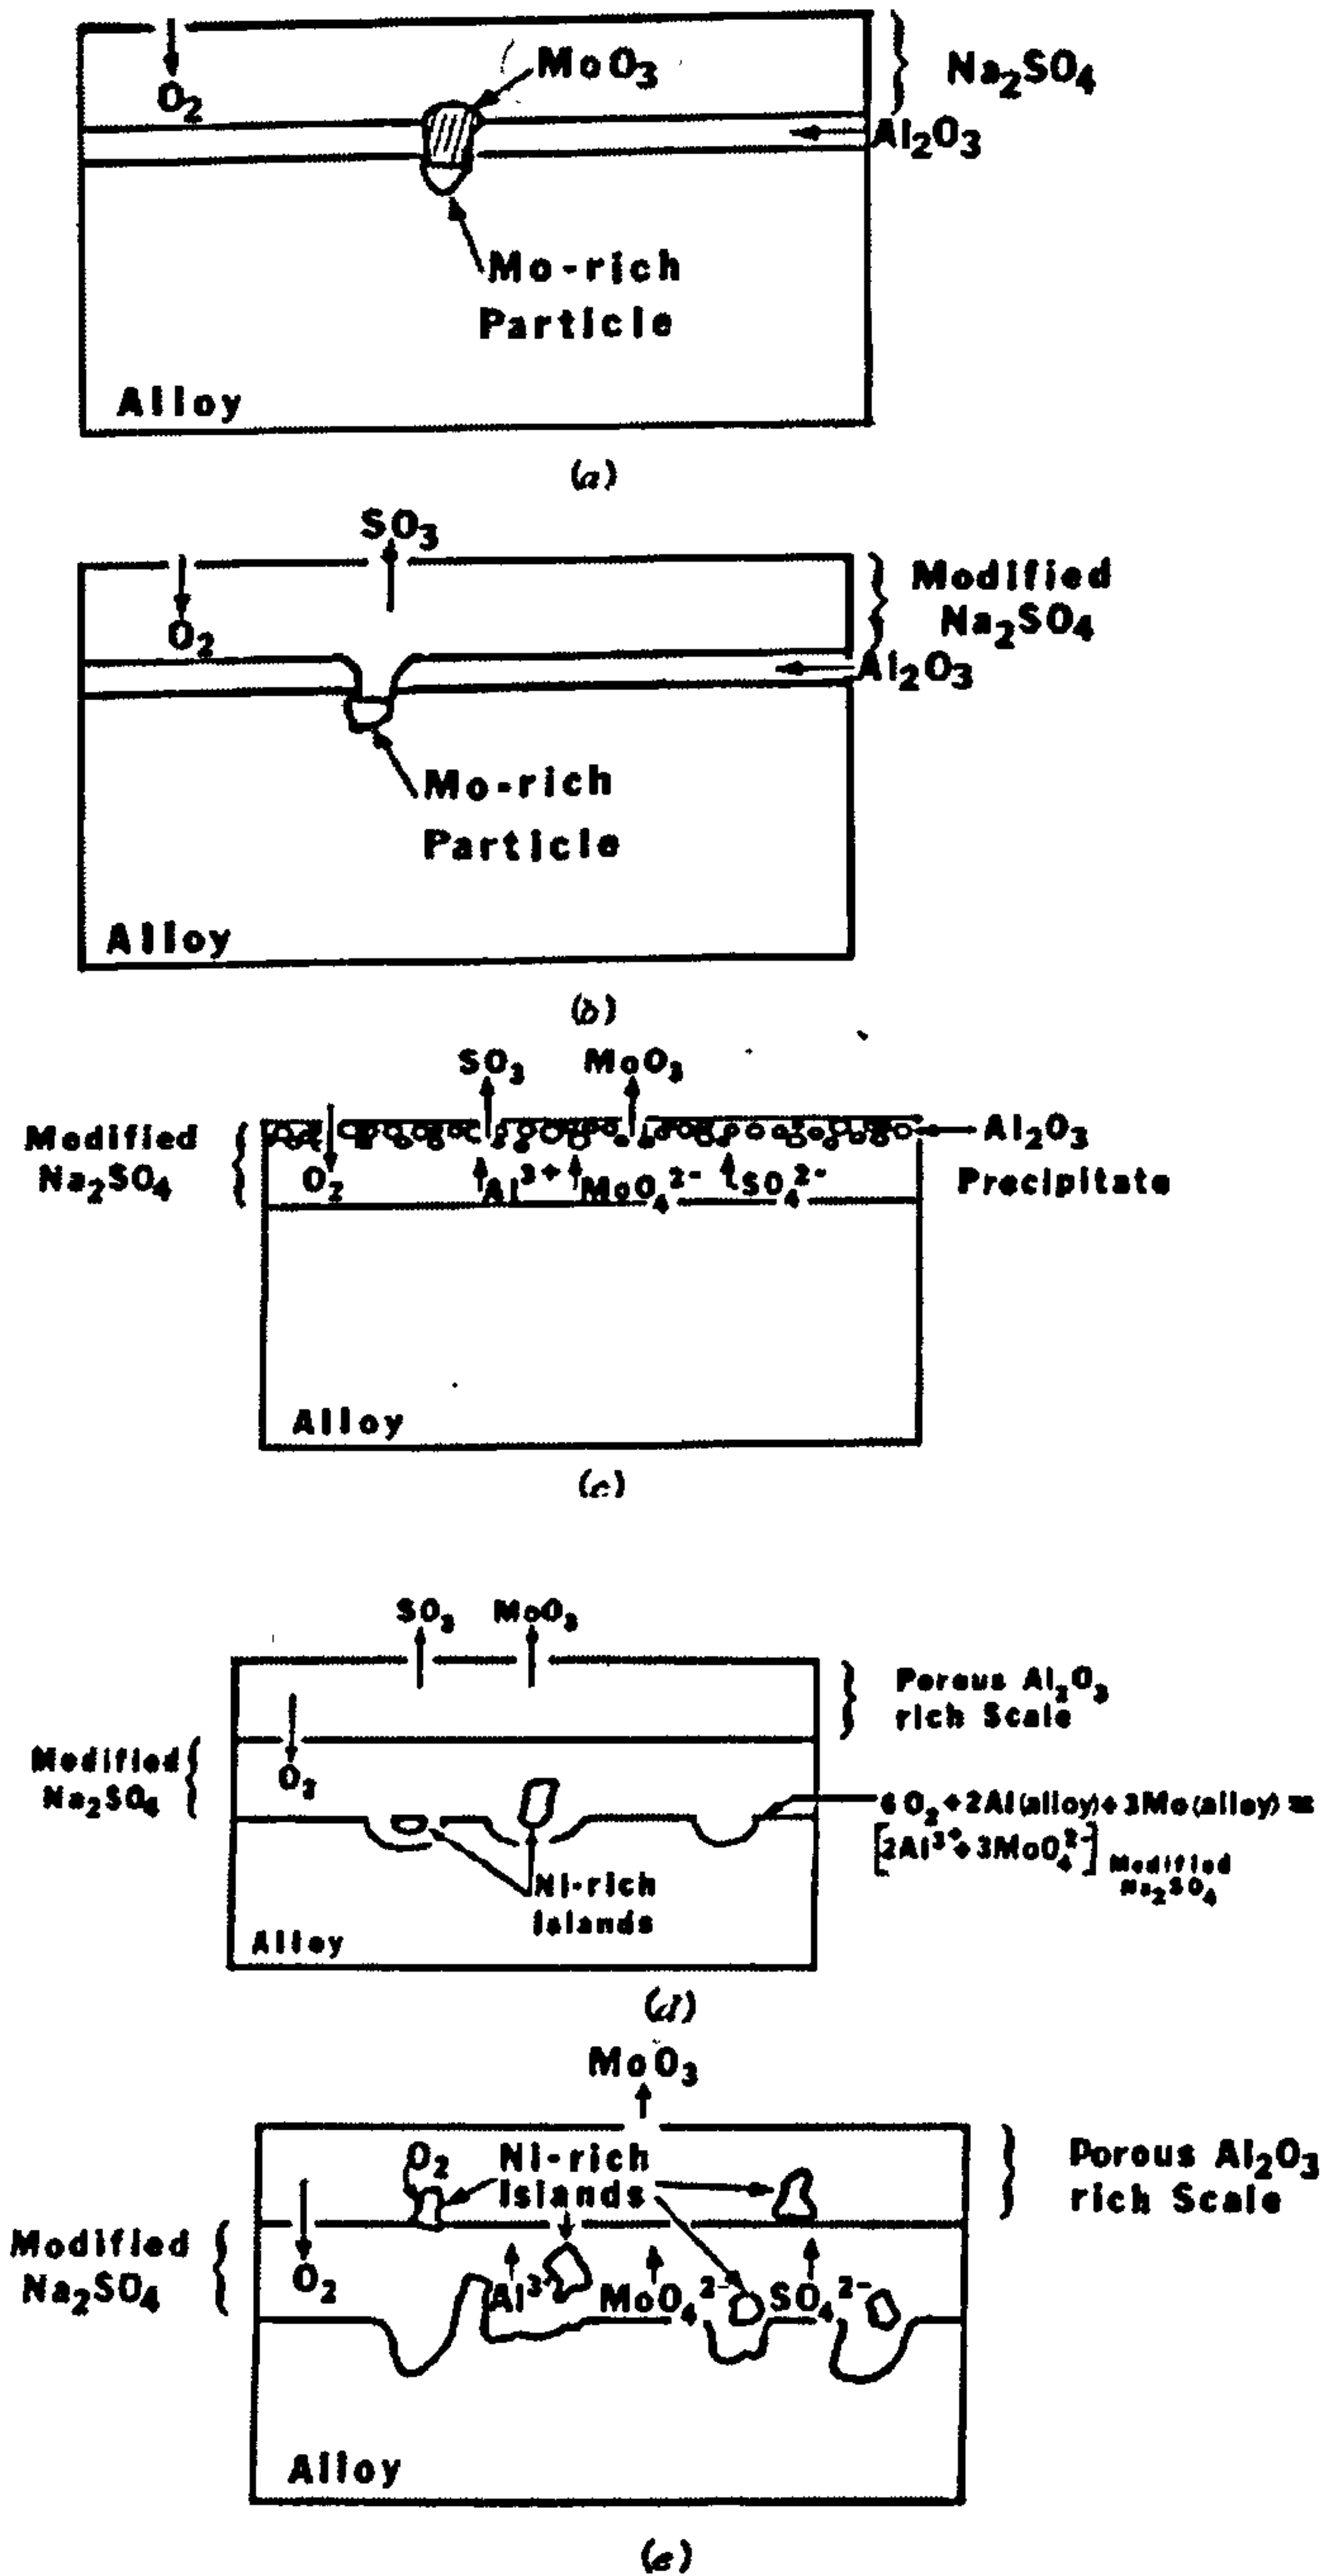 MoO₃
Na₂SO₄
O₂
Al₂O₃
Mo-rich
Particle
Alloy
(a)
SO₃
Modified
Na₂SO₄
O₂
Al₂O₃
Mo-rich
Particle
Alloy
(b)
SO₃ MoO₃
Modified
Na₂SO₄
Al₂O₃
Precipitate
O₂ Al³⁺ MoO₄²⁻ SO₄²⁻
Alloy
(c)
SO₃ MoO₃
Porous Al₂O₃
rich Scale
Modified
Na₂SO₄
O₂
6O₂+2Al(alloy)+3Mo(alloy)=
[2Al³⁺+3MoO₄²⁻] Modified
Na₂SO₄
Ni-rich
Islands
Alloy
(d)
MoO₃
O₂ Ni-rich
Islands
Porous Al₂O₃
rich Scale
Modified
Na₂SO₄
O₂ Al³⁺ MoO₄²⁻ SO₄²⁻
Alloy
(e)